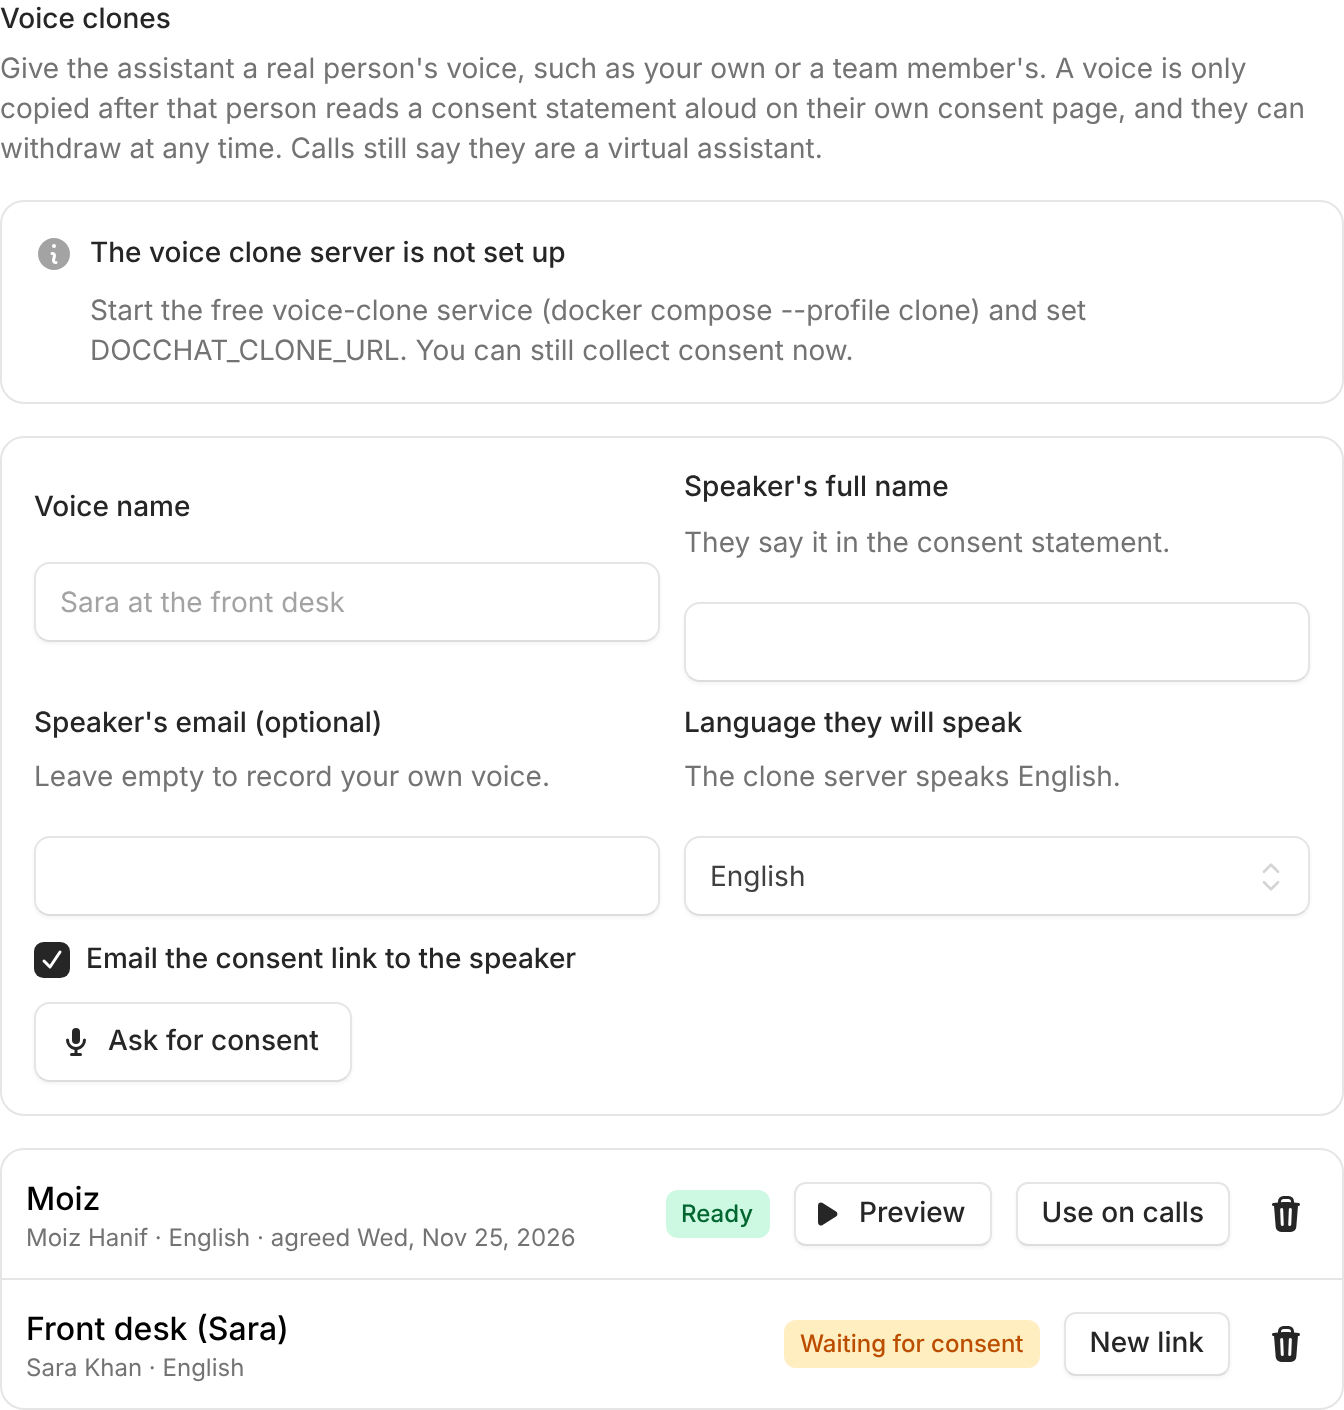 Voice clones
Give the assistant a real person's voice, such as your own or a team member's. A voice is only
copied after that person reads a consent statement aloud on their own consent page, and they can
withdraw at any time. Calls still say they are a virtual assistant.
The voice clone server is not set up
Start the free voice-clone service (docker compose --profile clone) and set
DOCCHAT_CLONE_URL. You can still collect consent now.
Voice name
Sara at the front desk
Speaker's full name
They say it in the consent statement.
Speaker's email (optional)
Leave empty to record your own voice.
Language they will speak
The clone server speaks English.
English
Email the consent link to the speaker
Ask for consent
Moiz
Moiz Hanif · English · agreed Wed, Nov 25, 2026
Ready
Preview
Use on calls
Front desk (Sara)
Sara Khan · English
Waiting for consent
New link